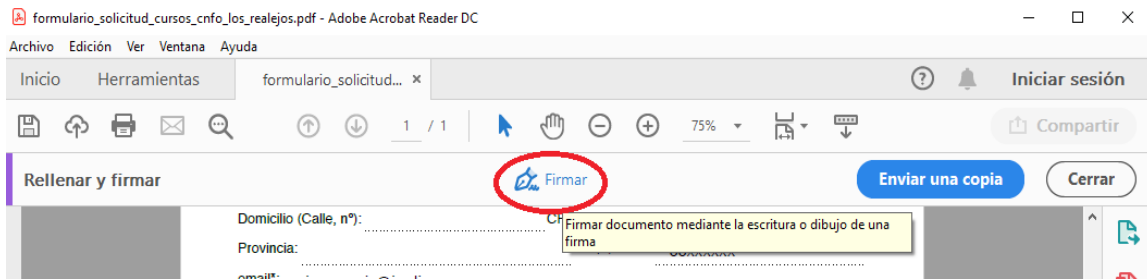 formulario_solicitud_cursos_cnfo_los_realejos.pdf - Adobe Acrobat Reader DC
Archivo Edición Ver Ventana Ayuda
Inicio Herramientas formulario_solicitud... × Iniciar sesión
1 / 1 75% Compartir
Rellenar y firmar Firmar Enviar una copia Cerrar
Domicilio (Calle, nº):
Firmar documento mediante la escritura o dibujo de una
firma
Provincia:
email*: